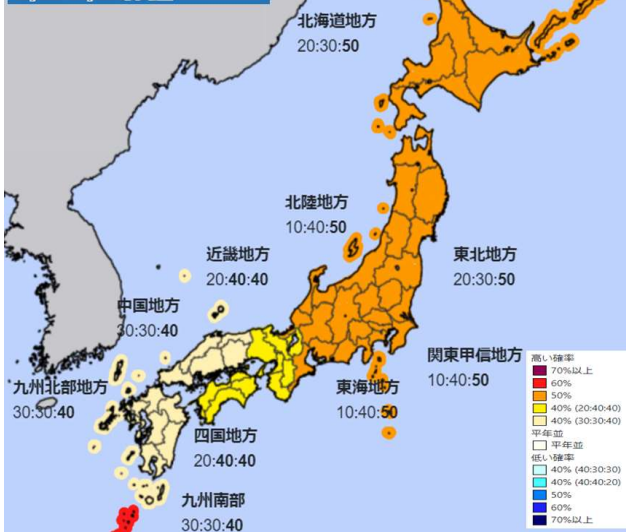 北海道地方
20:30:50
北陸地方
10:40:50
近畿地方
20:40:40
東北地方
20:30:50
中国地方
30:30:40
関東甲信地方
10:40:50
九州北部地方
30:30:40
東海地方
10:40:50
四国地方
20:40:40
九州南部
30:30:40
高い確率
70%以上
60%
50%
40% (20:40:40)
40% (30:30:40)
平年並
平年並
低い確率
40% (40:30:30)
40% (40:40:20)
50%
60%
70%以上